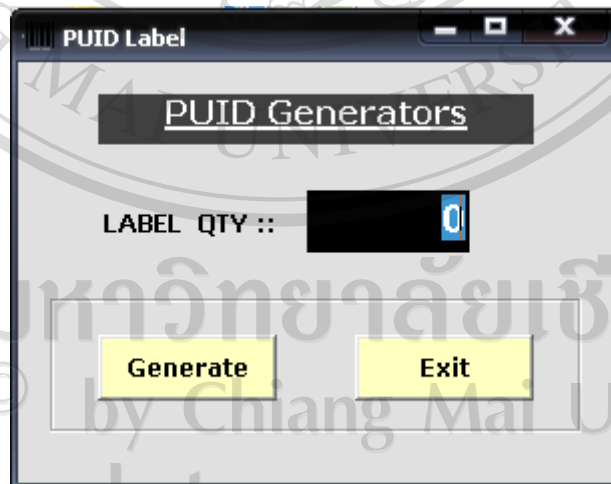 PUID Label
PUID Generators
LABEL QTY :: 0
Generate Exit
มหาวิทยาลัยเชี
© by Chiang Mai U